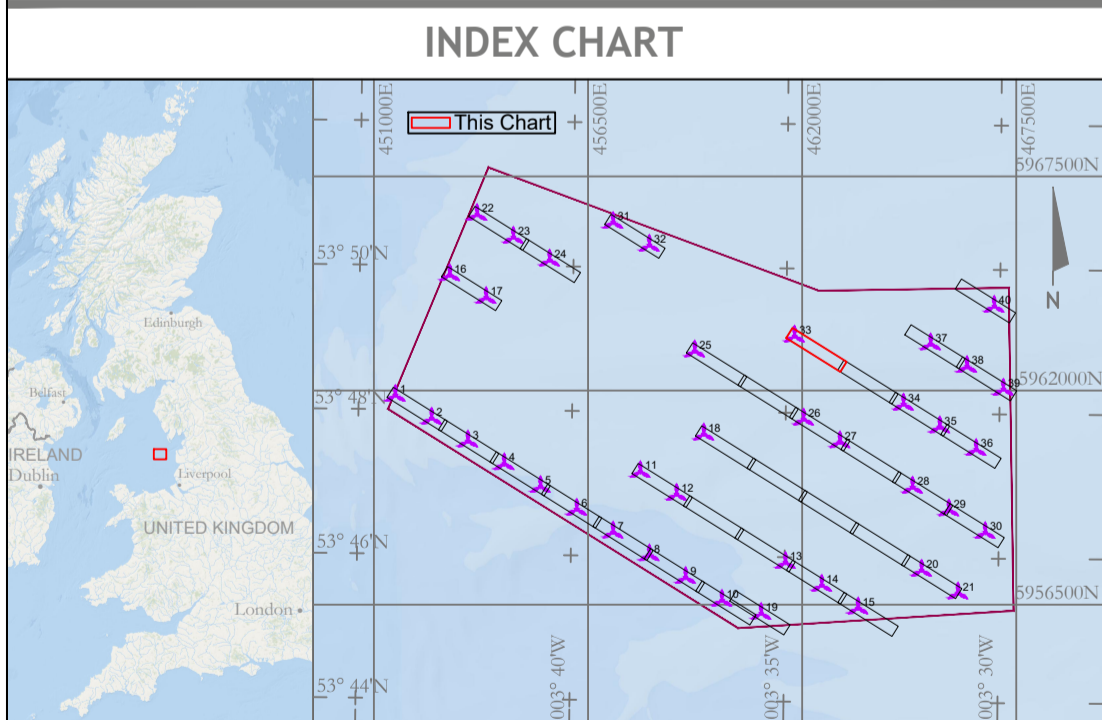 INDEX CHART
451000E
456500E
462000E
467500E
This Chart
5967500N
22
31
23
32
24
53° 50'N
16
17
N
40
Edinburgh
33
37
25
38
Belfast
1
53° 48'N
39
5962000N
34
2
26
35
18
3
27
36
IRELAND
4
11
Dublin
Liverpool
5
12
28
6
29
UNITED KINGDOM
7
30
53° 46'N
8
13
20
9
14
21
London
10
15
5956500N
19
53° 44'N
003° 40'W
003° 35'W
003° 30'W